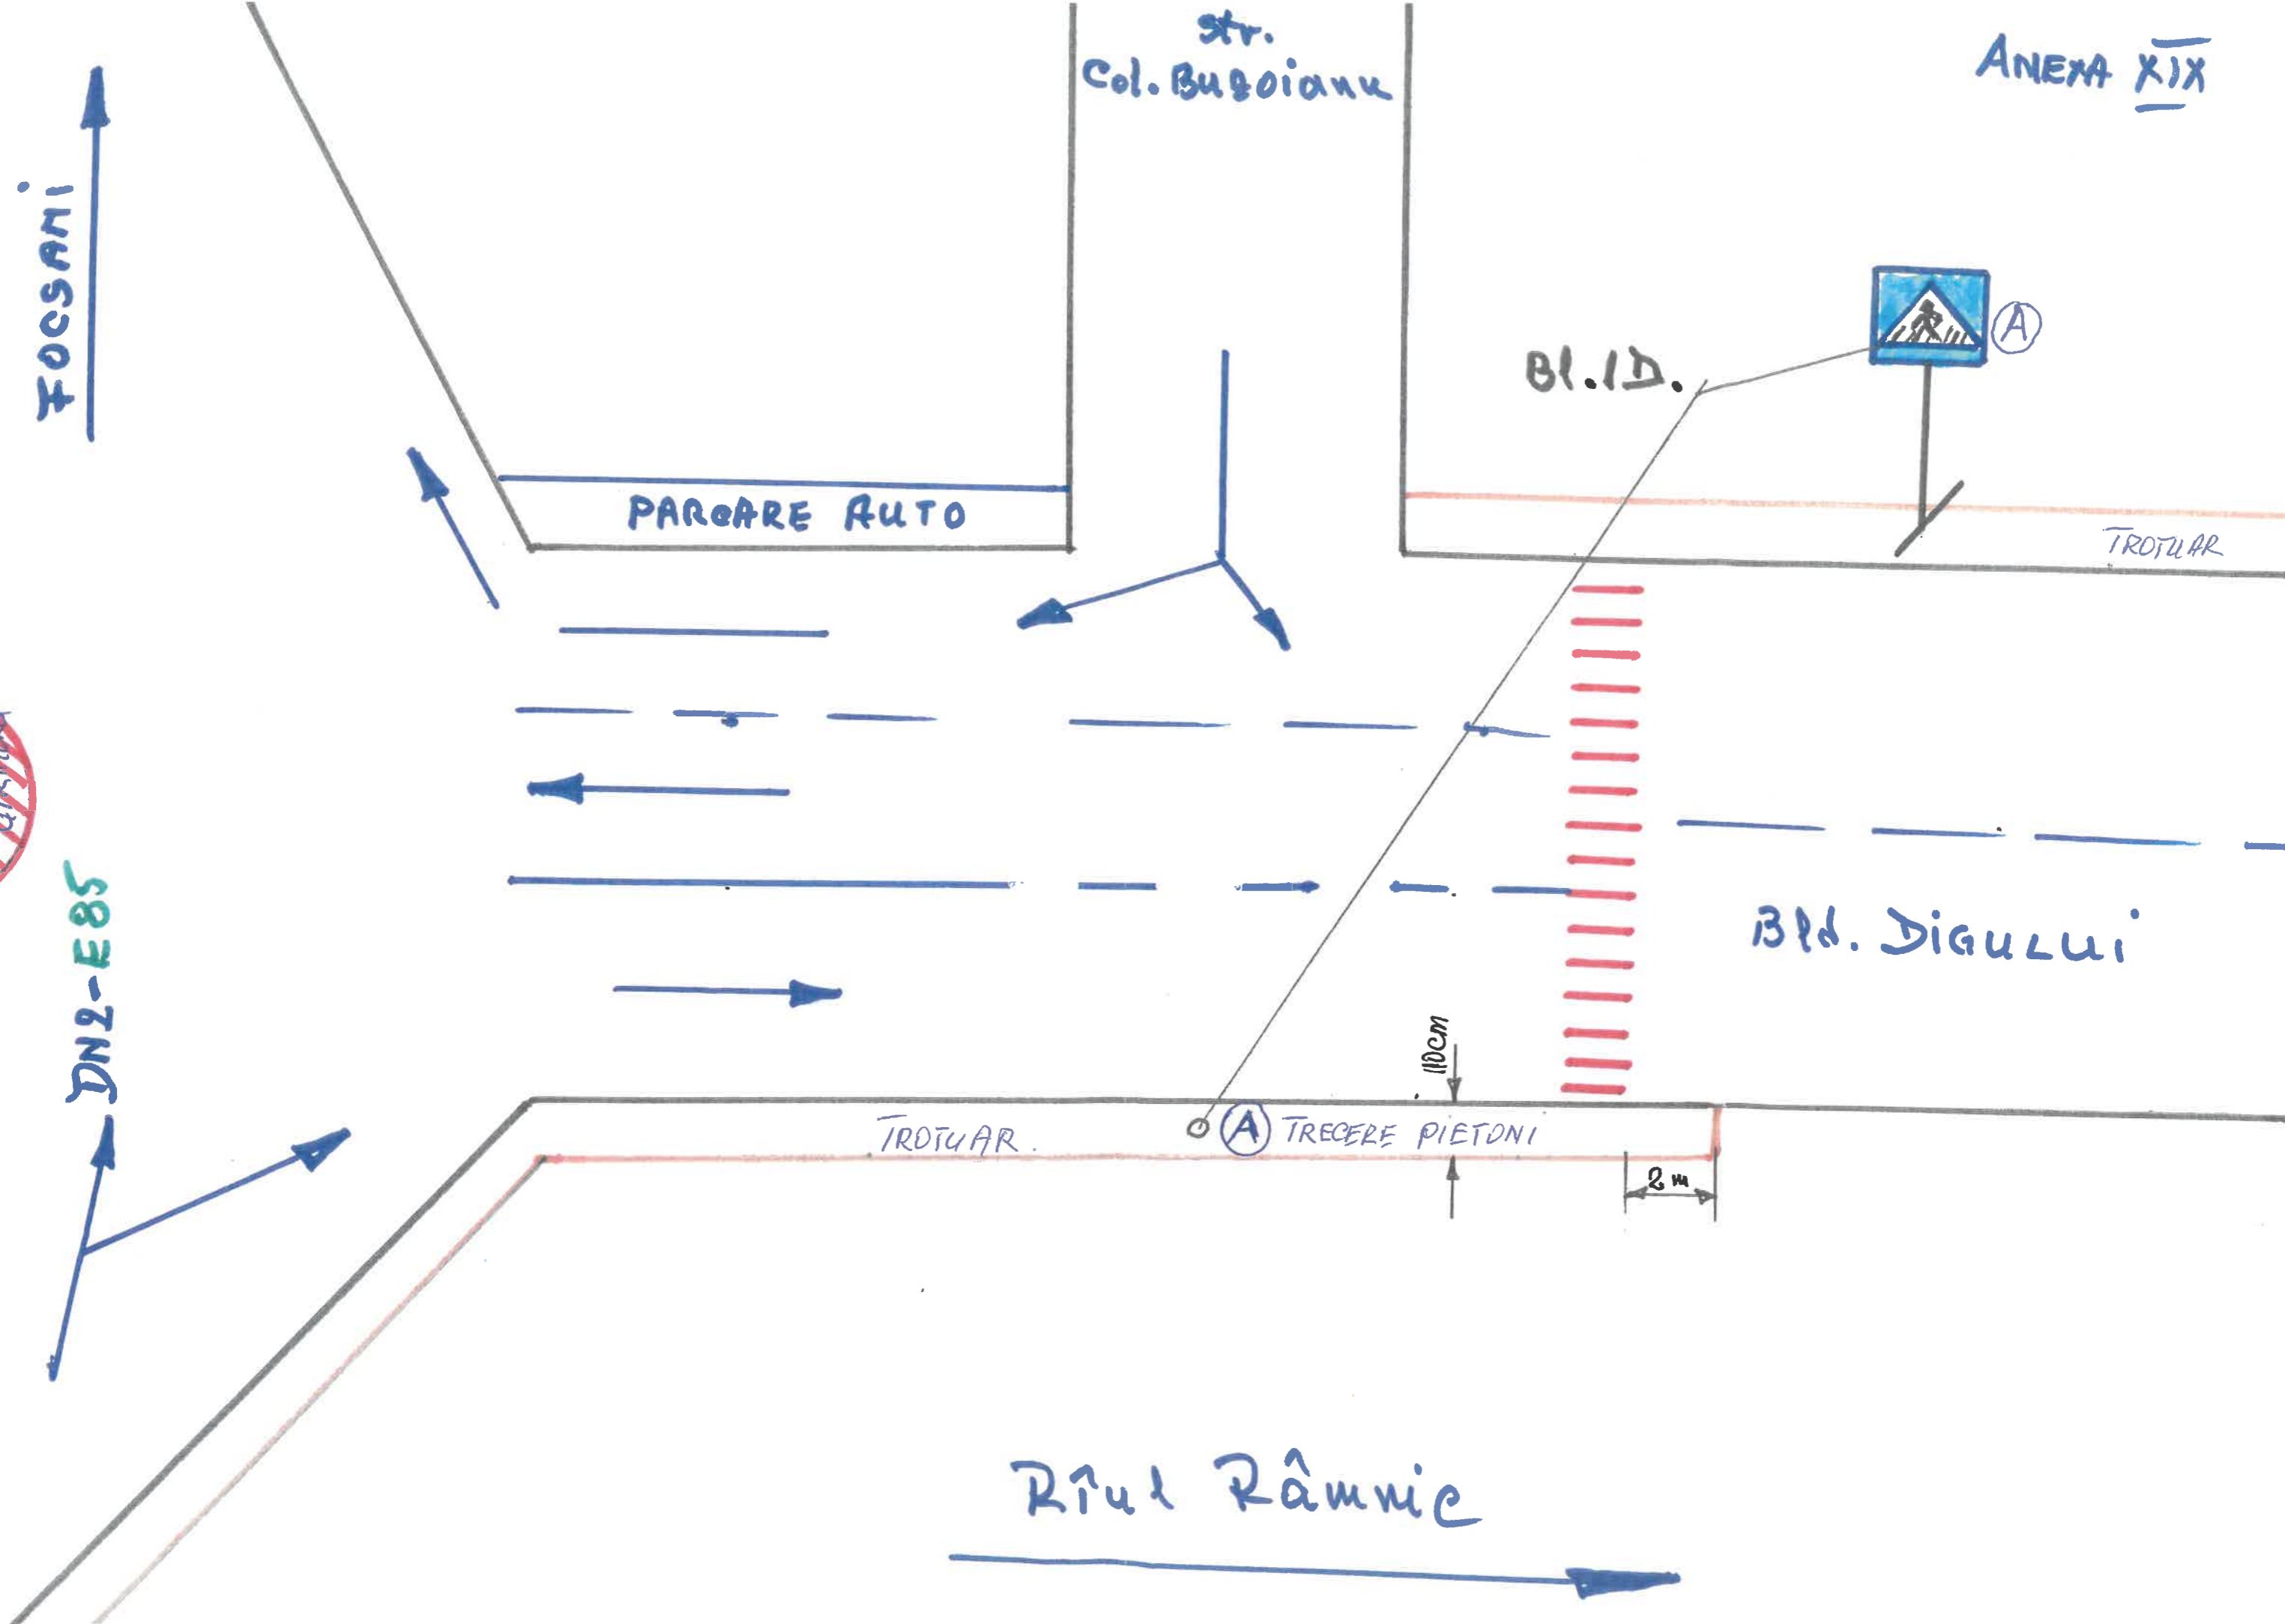 str.
Col. Buzoianu
ANEXA XIX
FOCSANI
Bl. 1D.
A
PARCARE AUTO
TROTUAR
DN2-E85
Bld. DIGULUI
110cm
TROTUAR.
A TRECERE PIETONI
2m
Rîul Râmnic